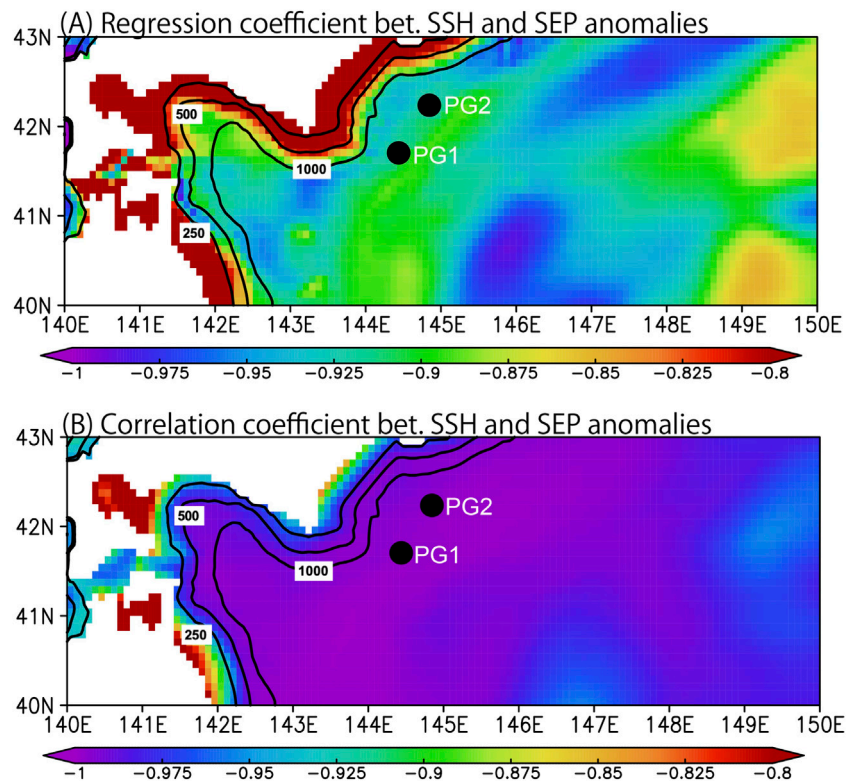 (A) Regression coefficient bet. SSH and SEP anomalies
43N
42N
41N
40N
500
250
1000
PG2
PG1
140E 141E 142E 143E 144E 145E 146E 147E 148E 149E 150E
−1 −0.975 −0.95 −0.925 −0.9 −0.875 −0.85 −0.825 −0.8
(B) Correlation coefficient bet. SSH and SEP anomalies
43N
42N
41N
40N
500
250
1000
PG2
PG1
140E 141E 142E 143E 144E 145E 146E 147E 148E 149E 150E
−1 −0.975 −0.95 −0.925 −0.9 −0.875 −0.85 −0.825 −0.8